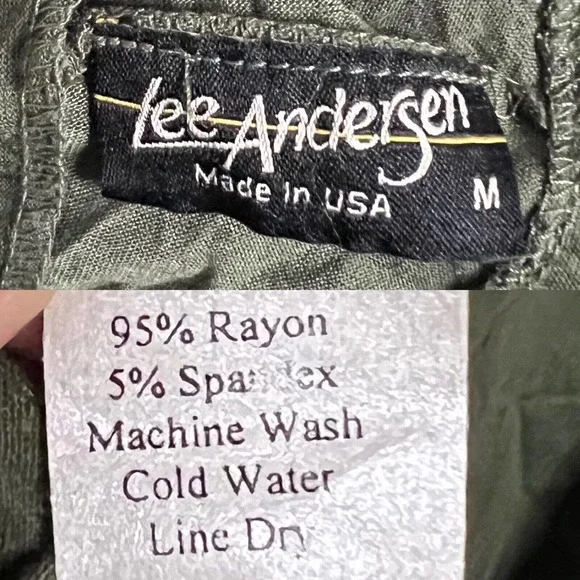 Lee Andersen
Made In USA
M
95% Rayon
5% Spandex
Machine Wash
Cold Water
Line Dry